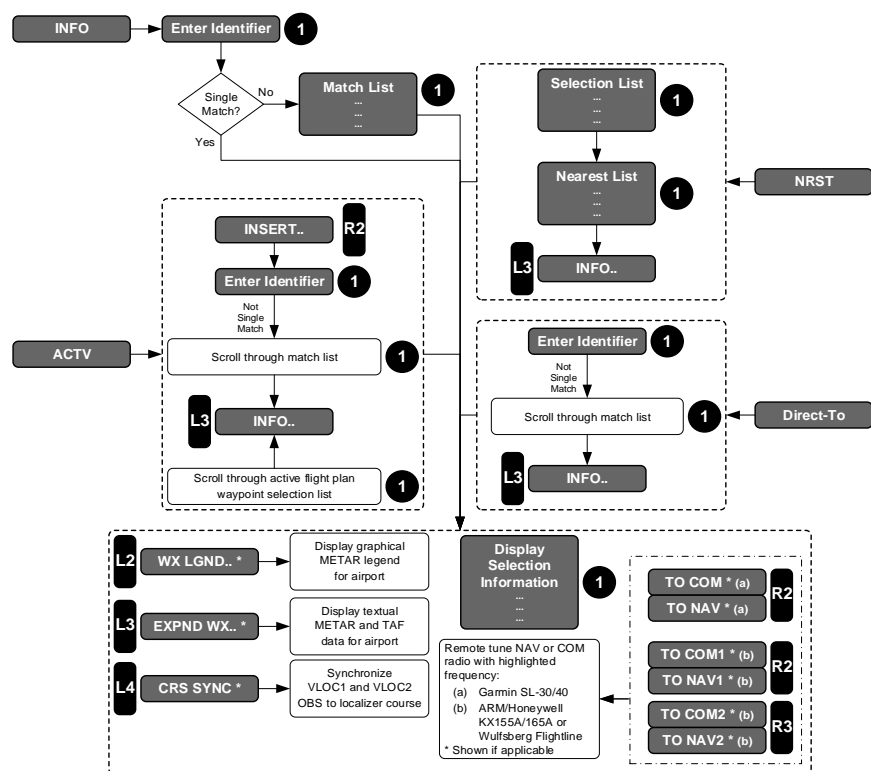 INFO
Enter Identifier
1
Single
Match?
No
Yes
Match List
...
...
...
1
Selection List
...
...
...
1
Nearest List
...
...
...
1
L3
INFO..
NRST
INSERT..
R2
Enter Identifier
1
Not
Single
Match
Scroll through match list
1
L3
INFO..
Scroll through active flight plan
waypoint selection list
1
ACTV
Enter Identifier
1
Not
Single
Match
Scroll through match list
1
L3
INFO..
Direct-To
L2
WX LGND.. *
Display graphical
METAR legend
for airport
L3
EXPND WX.. *
Display textual
METAR and TAF
data for airport
L4
CRS SYNC *
Synchronize
VLOC1 and VLOC2
OBS to localizer course
Display
Selection
Information
...
...
...
1
Remote tune NAV or COM
radio with highlighted
frequency:
(a) Garmin SL-30/40
(b) ARM/Honeywell
KX155A/165A or
Wulfsberg Flightline
* Shown if applicable
TO COM * (a)
TO NAV * (a)
R2
TO COM1 * (b)
TO NAV1 * (b)
R2
TO COM2 * (b)
TO NAV2 * (b)
R3